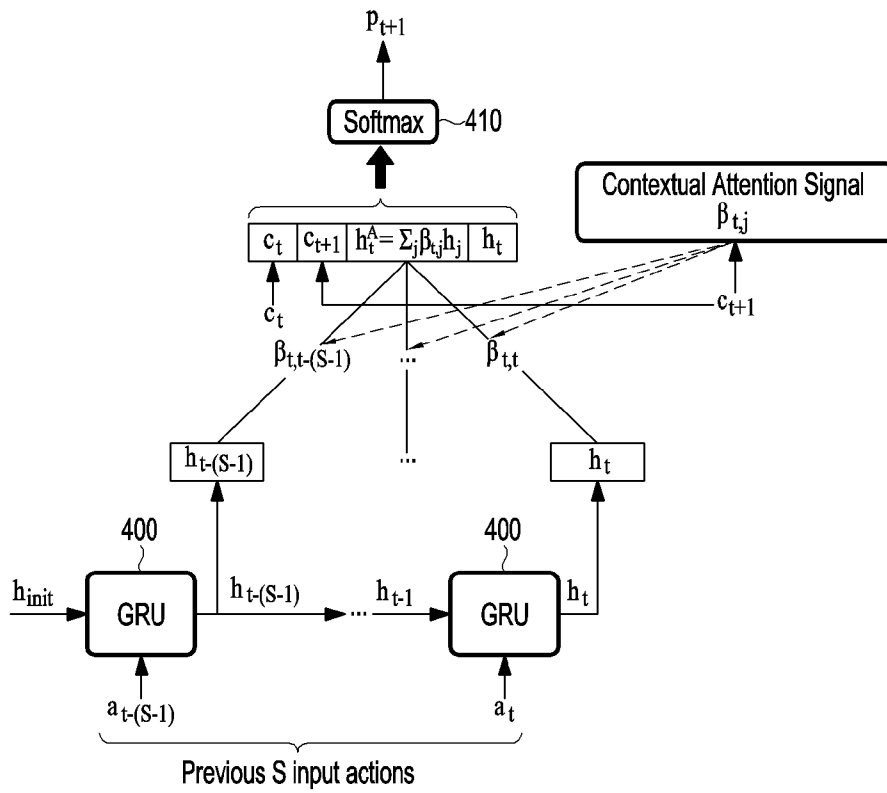 p_{t+1}
Softmax 410
Contextual Attention Signal
β_{t,j}
c_t c_{t+1} h_t^A = Σ_j β_{t,j} h_j h_t
c_t c_{t+1}
β_{t,t-(S-1)} ... β_{t,t}
h_{t-(S-1)} ... h_t
400 400
h_{init} GRU h_{t-(S-1)} ... h_{t-1} GRU h_t
a_{t-(S-1)} a_t
Previous S input actions